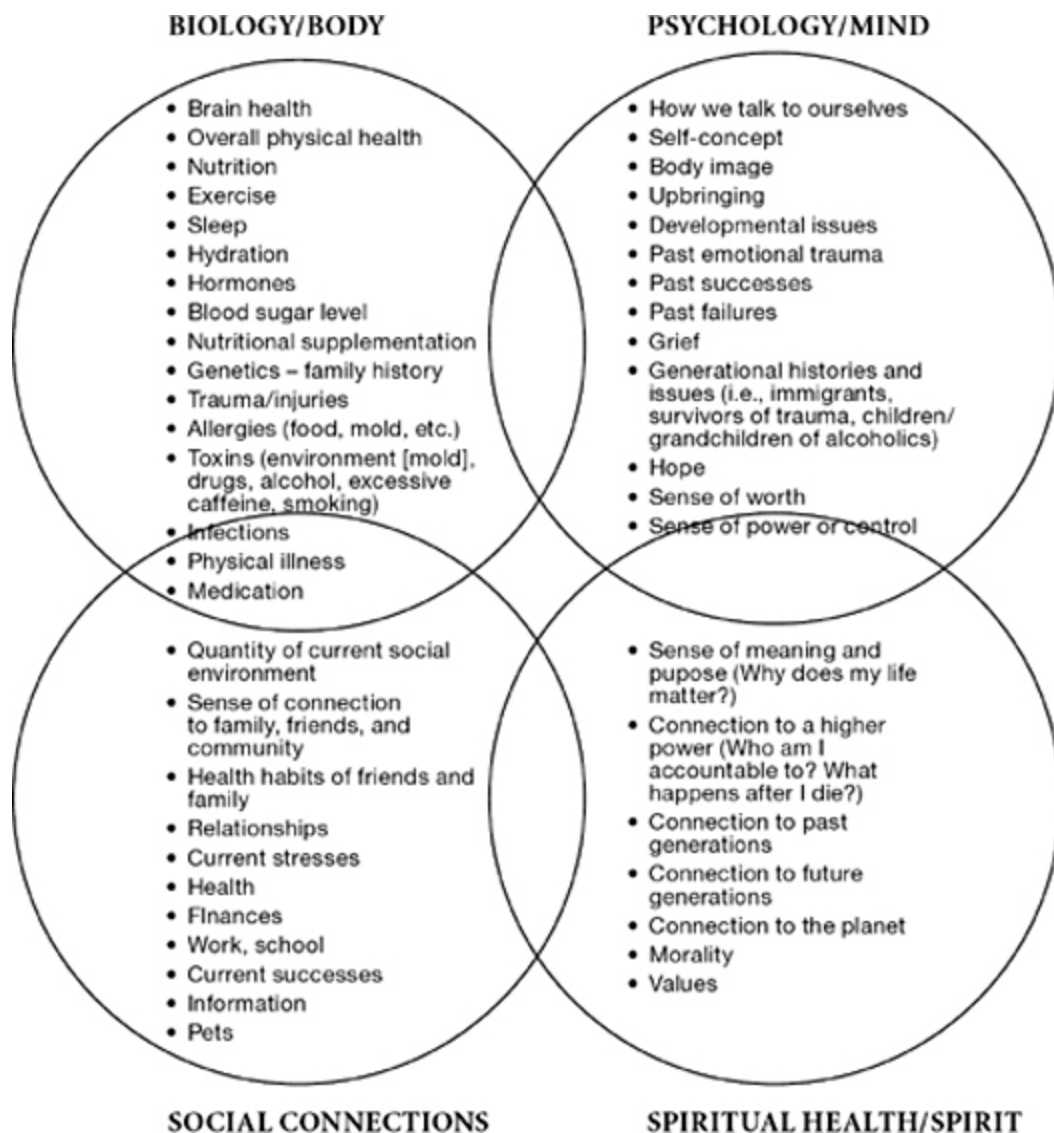 BIOLOGY/BODY
• Brain health
• Overall physical health
• Nutrition
• Exercise
• Sleep
• Hydration
• Hormones
• Blood sugar level
• Nutritional supplementation
• Genetics – family history
• Trauma/injuries
• Allergies (food, mold, etc.)
• Toxins (environment [mold],
drugs, alcohol, excessive
caffeine, smoking)
• Infections
• Physical illness
• Medication
PSYCHOLOGY/MIND
• How we talk to ourselves
• Self-concept
• Body image
• Upbringing
• Developmental issues
• Past emotional trauma
• Past successes
• Past failures
• Grief
• Generational histories and
issues (i.e., immigrants,
survivors of trauma, children/
grandchildren of alcoholics)
• Hope
• Sense of worth
• Sense of power or control
• Quantity of current social
environment
• Sense of connection
to family, friends, and
community
• Health habits of friends and
family
• Relationships
• Current stresses
• Health
• FInances
• Work, school
• Current successes
• Information
• Pets
SOCIAL CONNECTIONS
• Sense of meaning and
pupose (Why does my life
matter?)
• Connection to a higher
power (Who am I
accountable to? What
happens after I die?)
• Connection to past
generations
• Connection to future
generations
• Connection to the planet
• Morality
• Values
SPIRITUAL HEALTH/SPIRIT